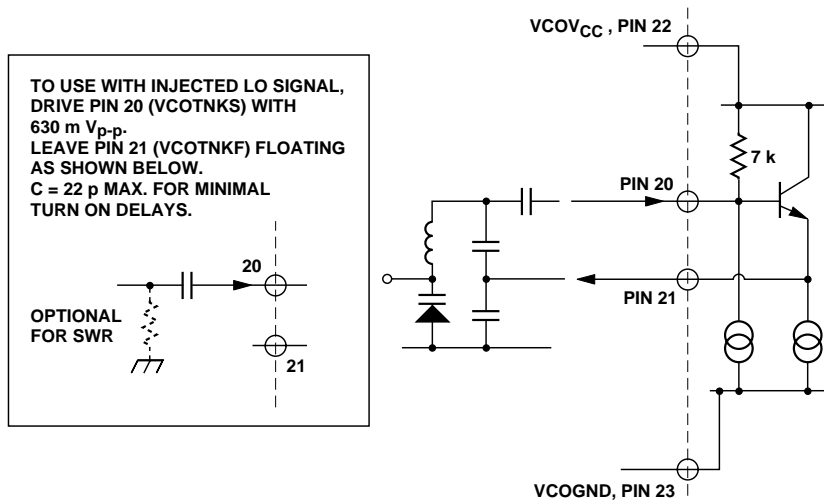 VCOVCC , PIN 22
TO USE WITH INJECTED LO SIGNAL,
DRIVE PIN 20 (VCOTNKS) WITH
630 m Vp-p.
LEAVE PIN 21 (VCOTNKF) FLOATING
AS SHOWN BELOW.
C = 22 p MAX. FOR MINIMAL
TURN ON DELAYS.
7 k
PIN 20
20
PIN 21
OPTIONAL
FOR SWR
21
VCOGND, PIN 23